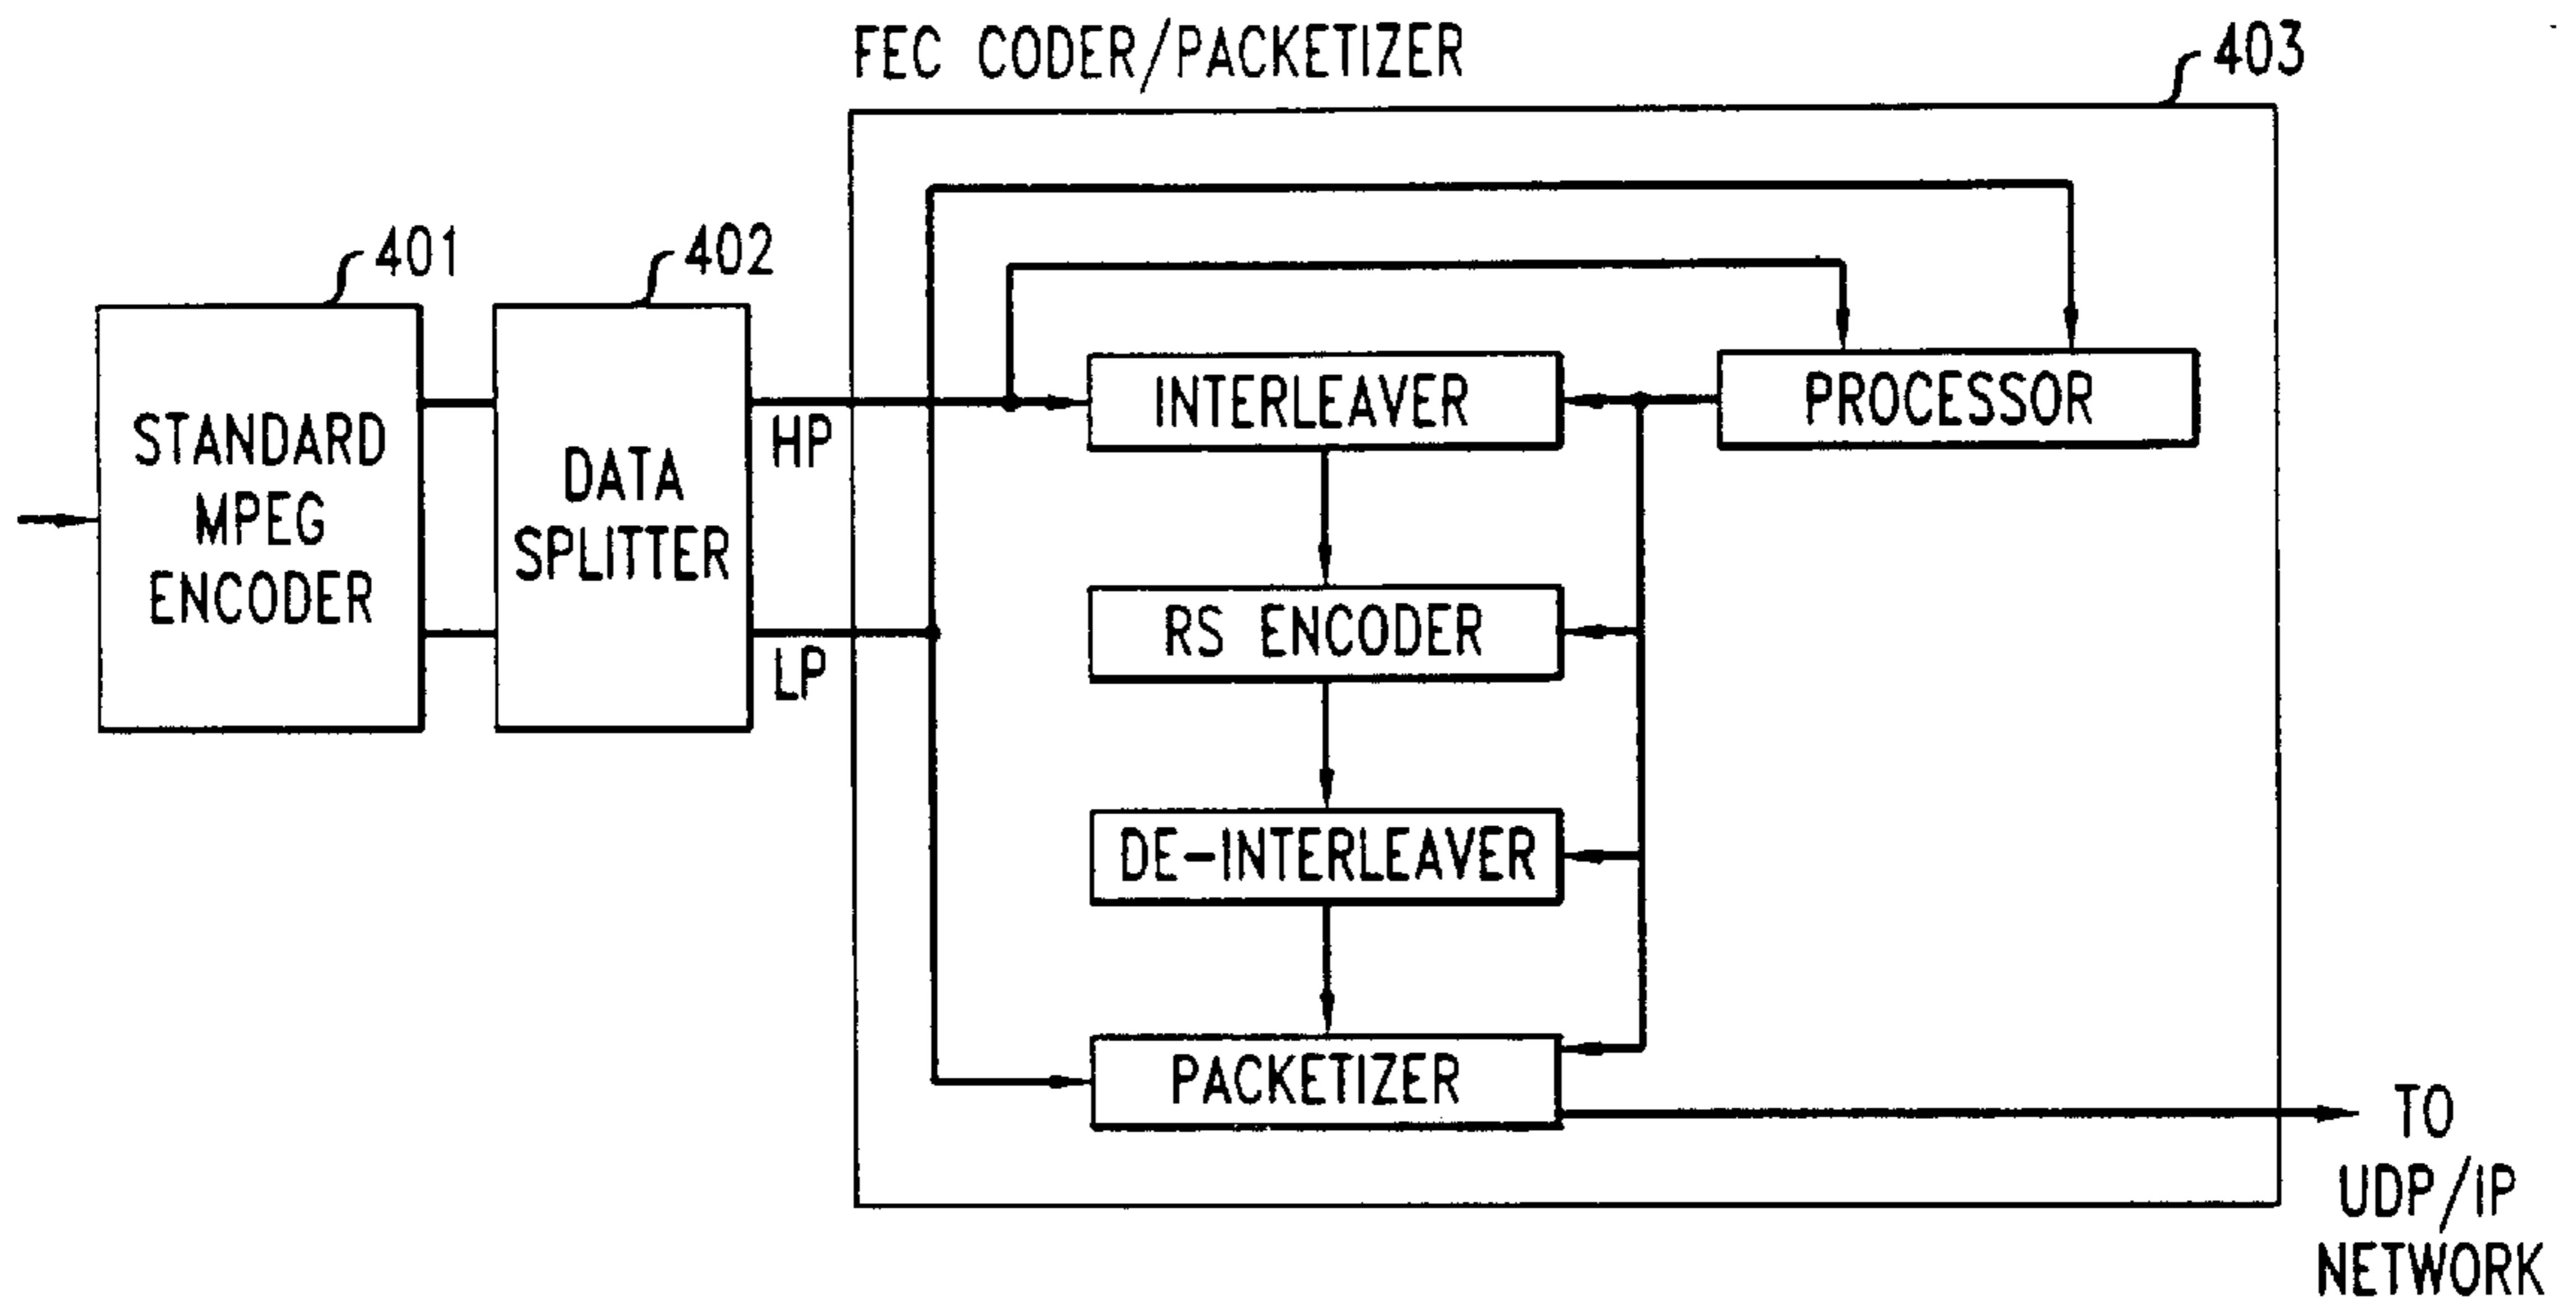 FEC CODER/PACKETIZER
403
401
402
STANDARD
MPEG
ENCODER
DATA
SPLITTER
HP
LP
INTERLEAVER
PROCESSOR
RS ENCODER
DE-INTERLEAVER
PACKETIZER
TO
UDP/IP
NETWORK